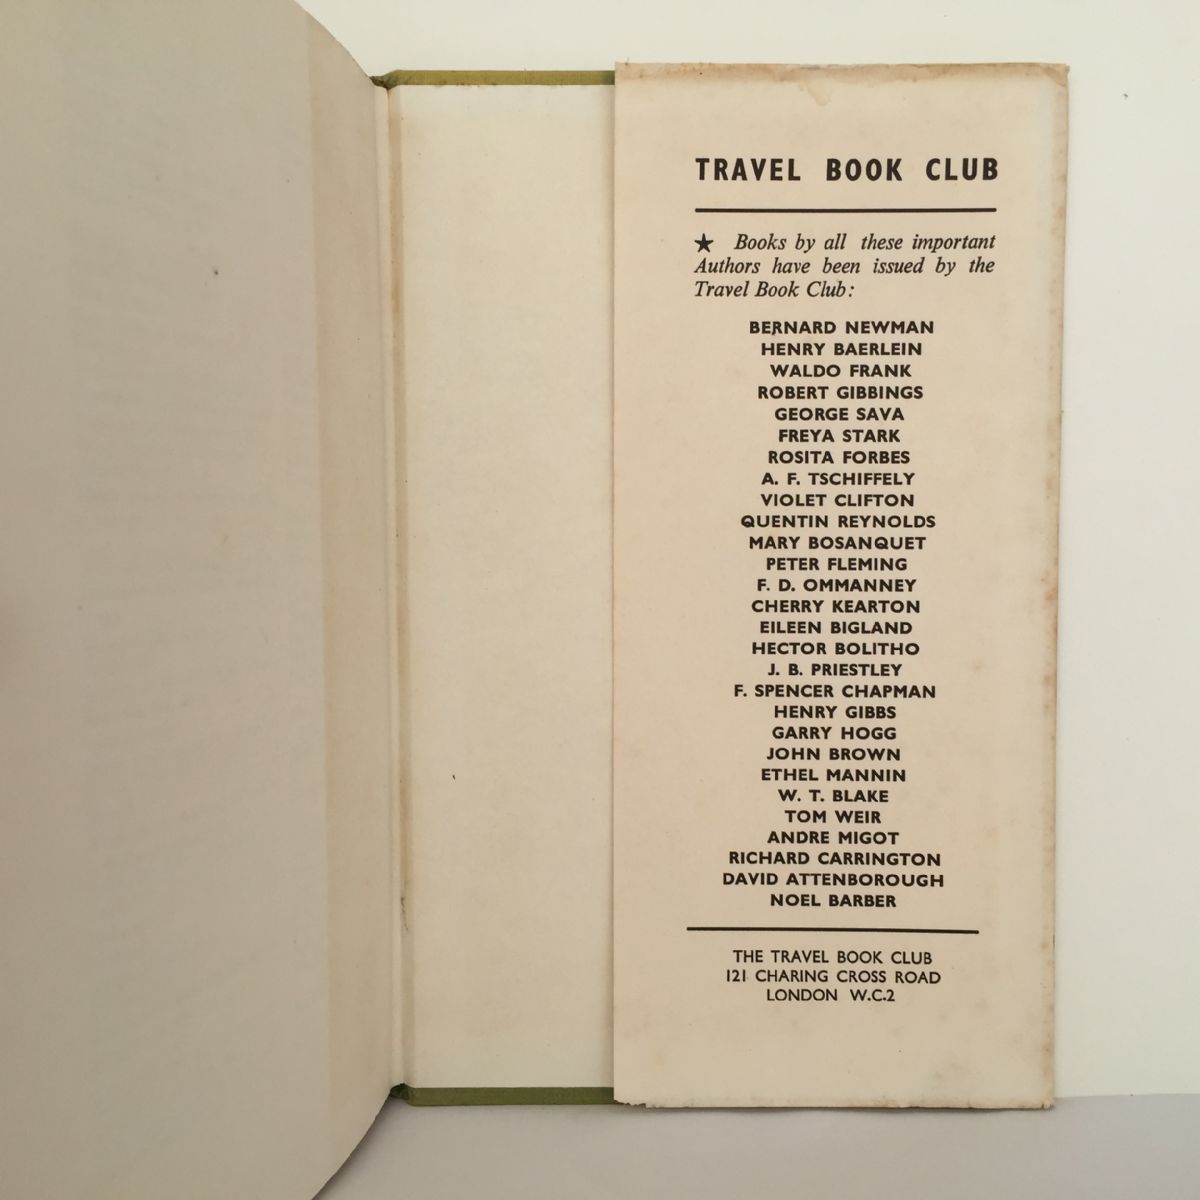 TRAVEL BOOK CLUB
★ Books by all these important
Authors have been issued by the
Travel Book Club:
BERNARD NEWMAN
HENRY BAERLEIN
WALDO FRANK
ROBERT GIBBINGS
GEORGE SAVA
FREYA STARK
ROSITA FORBES
A. F. TSCHIFFELY
VIOLET CLIFTON
QUENTIN REYNOLDS
MARY BOSANQUET
PETER FLEMING
F. D. OMMANNEY
CHERRY KEARTON
EILEEN BIGLAND
HECTOR BOLITHO
J. B. PRIESTLEY
F. SPENCER CHAPMAN
HENRY GIBBS
GARRY HOGG
JOHN BROWN
ETHEL MANNIN
W. T. BLAKE
TOM WEIR
ANDRE MIGOT
RICHARD CARRINGTON
DAVID ATTENBOROUGH
NOEL BARBER
THE TRAVEL BOOK CLUB
121 CHARING CROSS ROAD
LONDON W.C.2